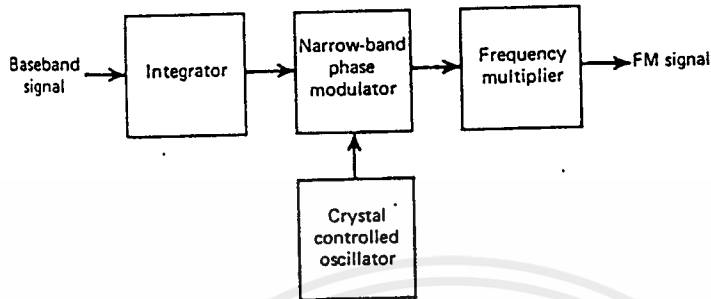 Baseband
signal
Integrator
Narrow-band
phase
modulator
Frequency
multiplier
FM signal
Crystal
controlled
oscillator